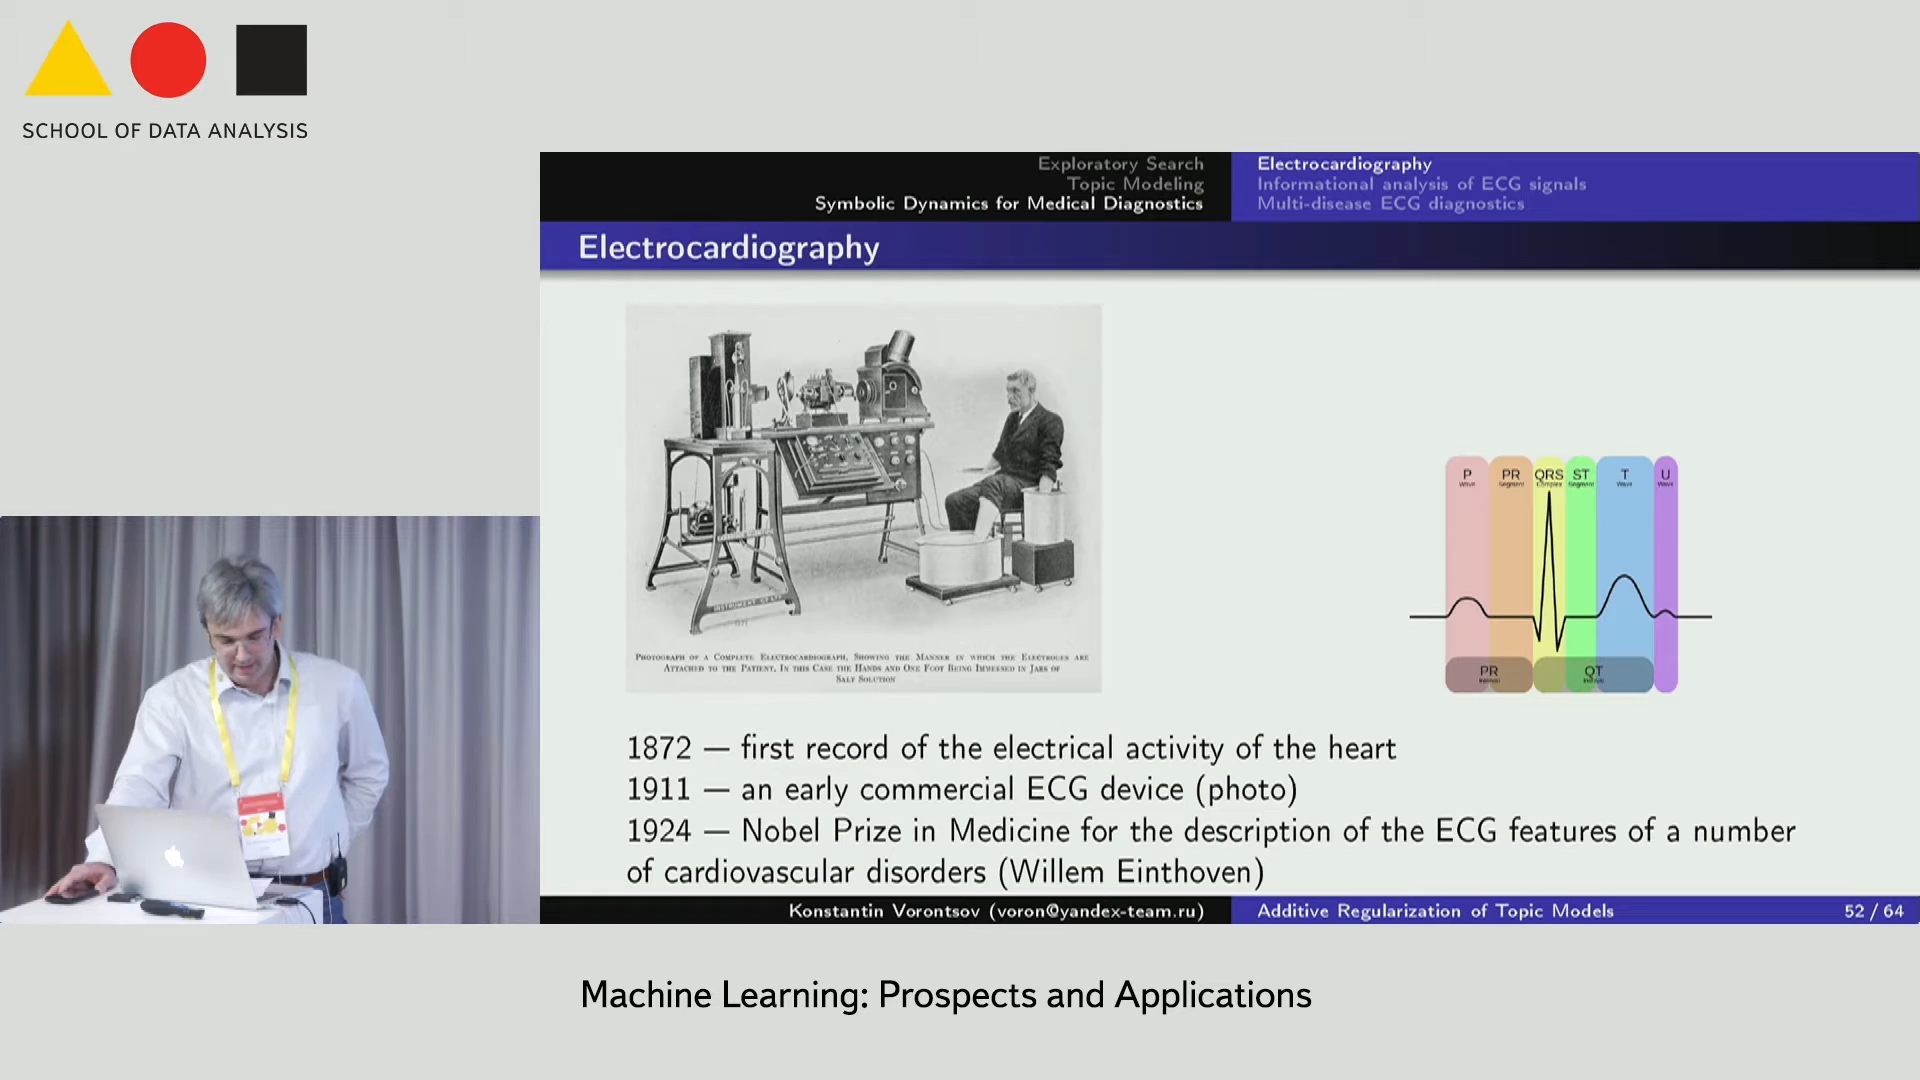 SCHOOL OF DATA ANALYSIS
Exploratory Search
Topic Modeling
Symbolic Dynamics for Medical Diagnostics
Electrocardiography
Informational analysis of ECG signals
Multi-disease ECG diagnostics
Electrocardiography
PHOTOGRAPH OF A COMPLETE ELECTROCARDIOGRAPH, SHOWING THE MANNER IN WHICH THE ELECTRODES ARE
ATTACHED TO THE PATIENT, IN THIS CASE THE HANDS AND ONE FOOT BEING IMMERSED IN JARS OF
SALT SOLUTION
P PR QRS ST T U
Wave Segment Complex Segment Wave Wave
PR QT
Interval Interval
1872 — first record of the electrical activity of the heart
1911 — an early commercial ECG device (photo)
1924 — Nobel Prize in Medicine for the description of the ECG features of a number
of cardiovascular disorders (Willem Einthoven)
Konstantin Vorontsov (voron@yandex-team.ru)
Additive Regularization of Topic Models
52 / 64
Machine Learning: Prospects and Applications